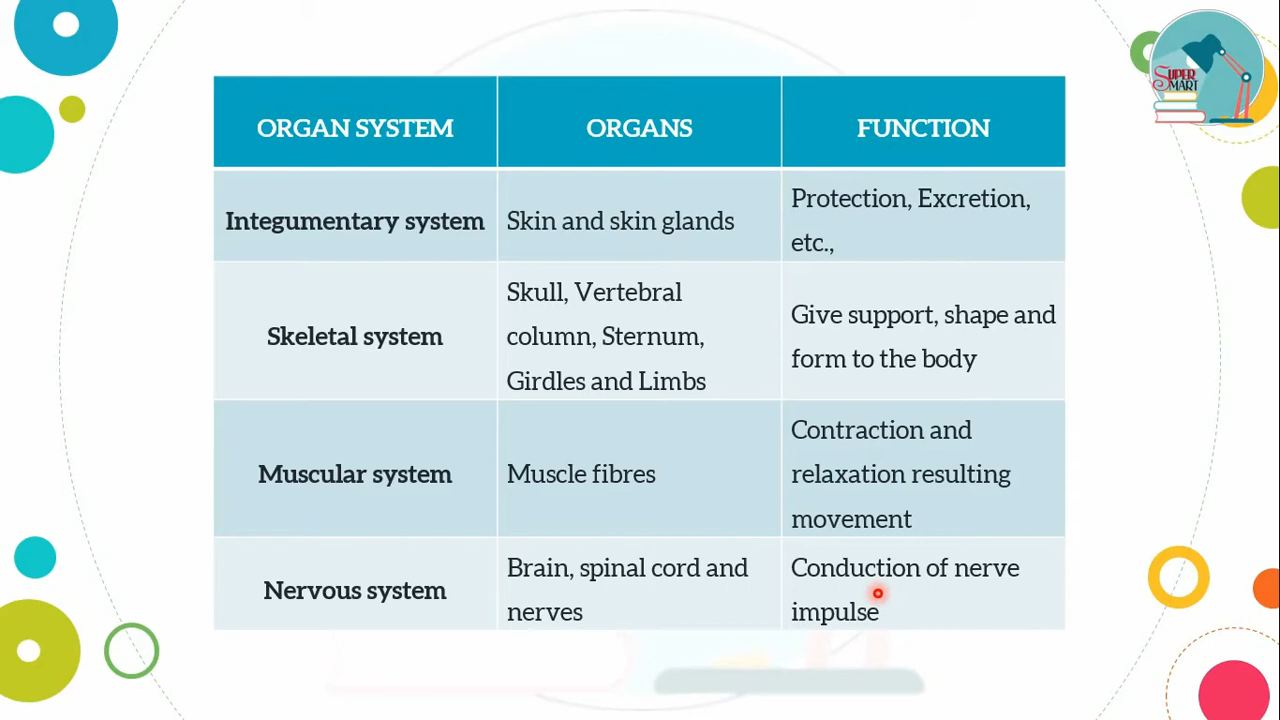 SUPER
SMART
ORGAN SYSTEM
ORGANS
FUNCTION
Integumentary system
Skin and skin glands
Protection, Excretion,
etc.,
Skeletal system
Skull, Vertebral
column, Sternum,
Girdles and Limbs
Give support, shape and
form to the body
Muscular system
Muscle fibres
Contraction and
relaxation resulting
movement
Nervous system
Brain, spinal cord and
nerves
Conduction of nerve
impulse